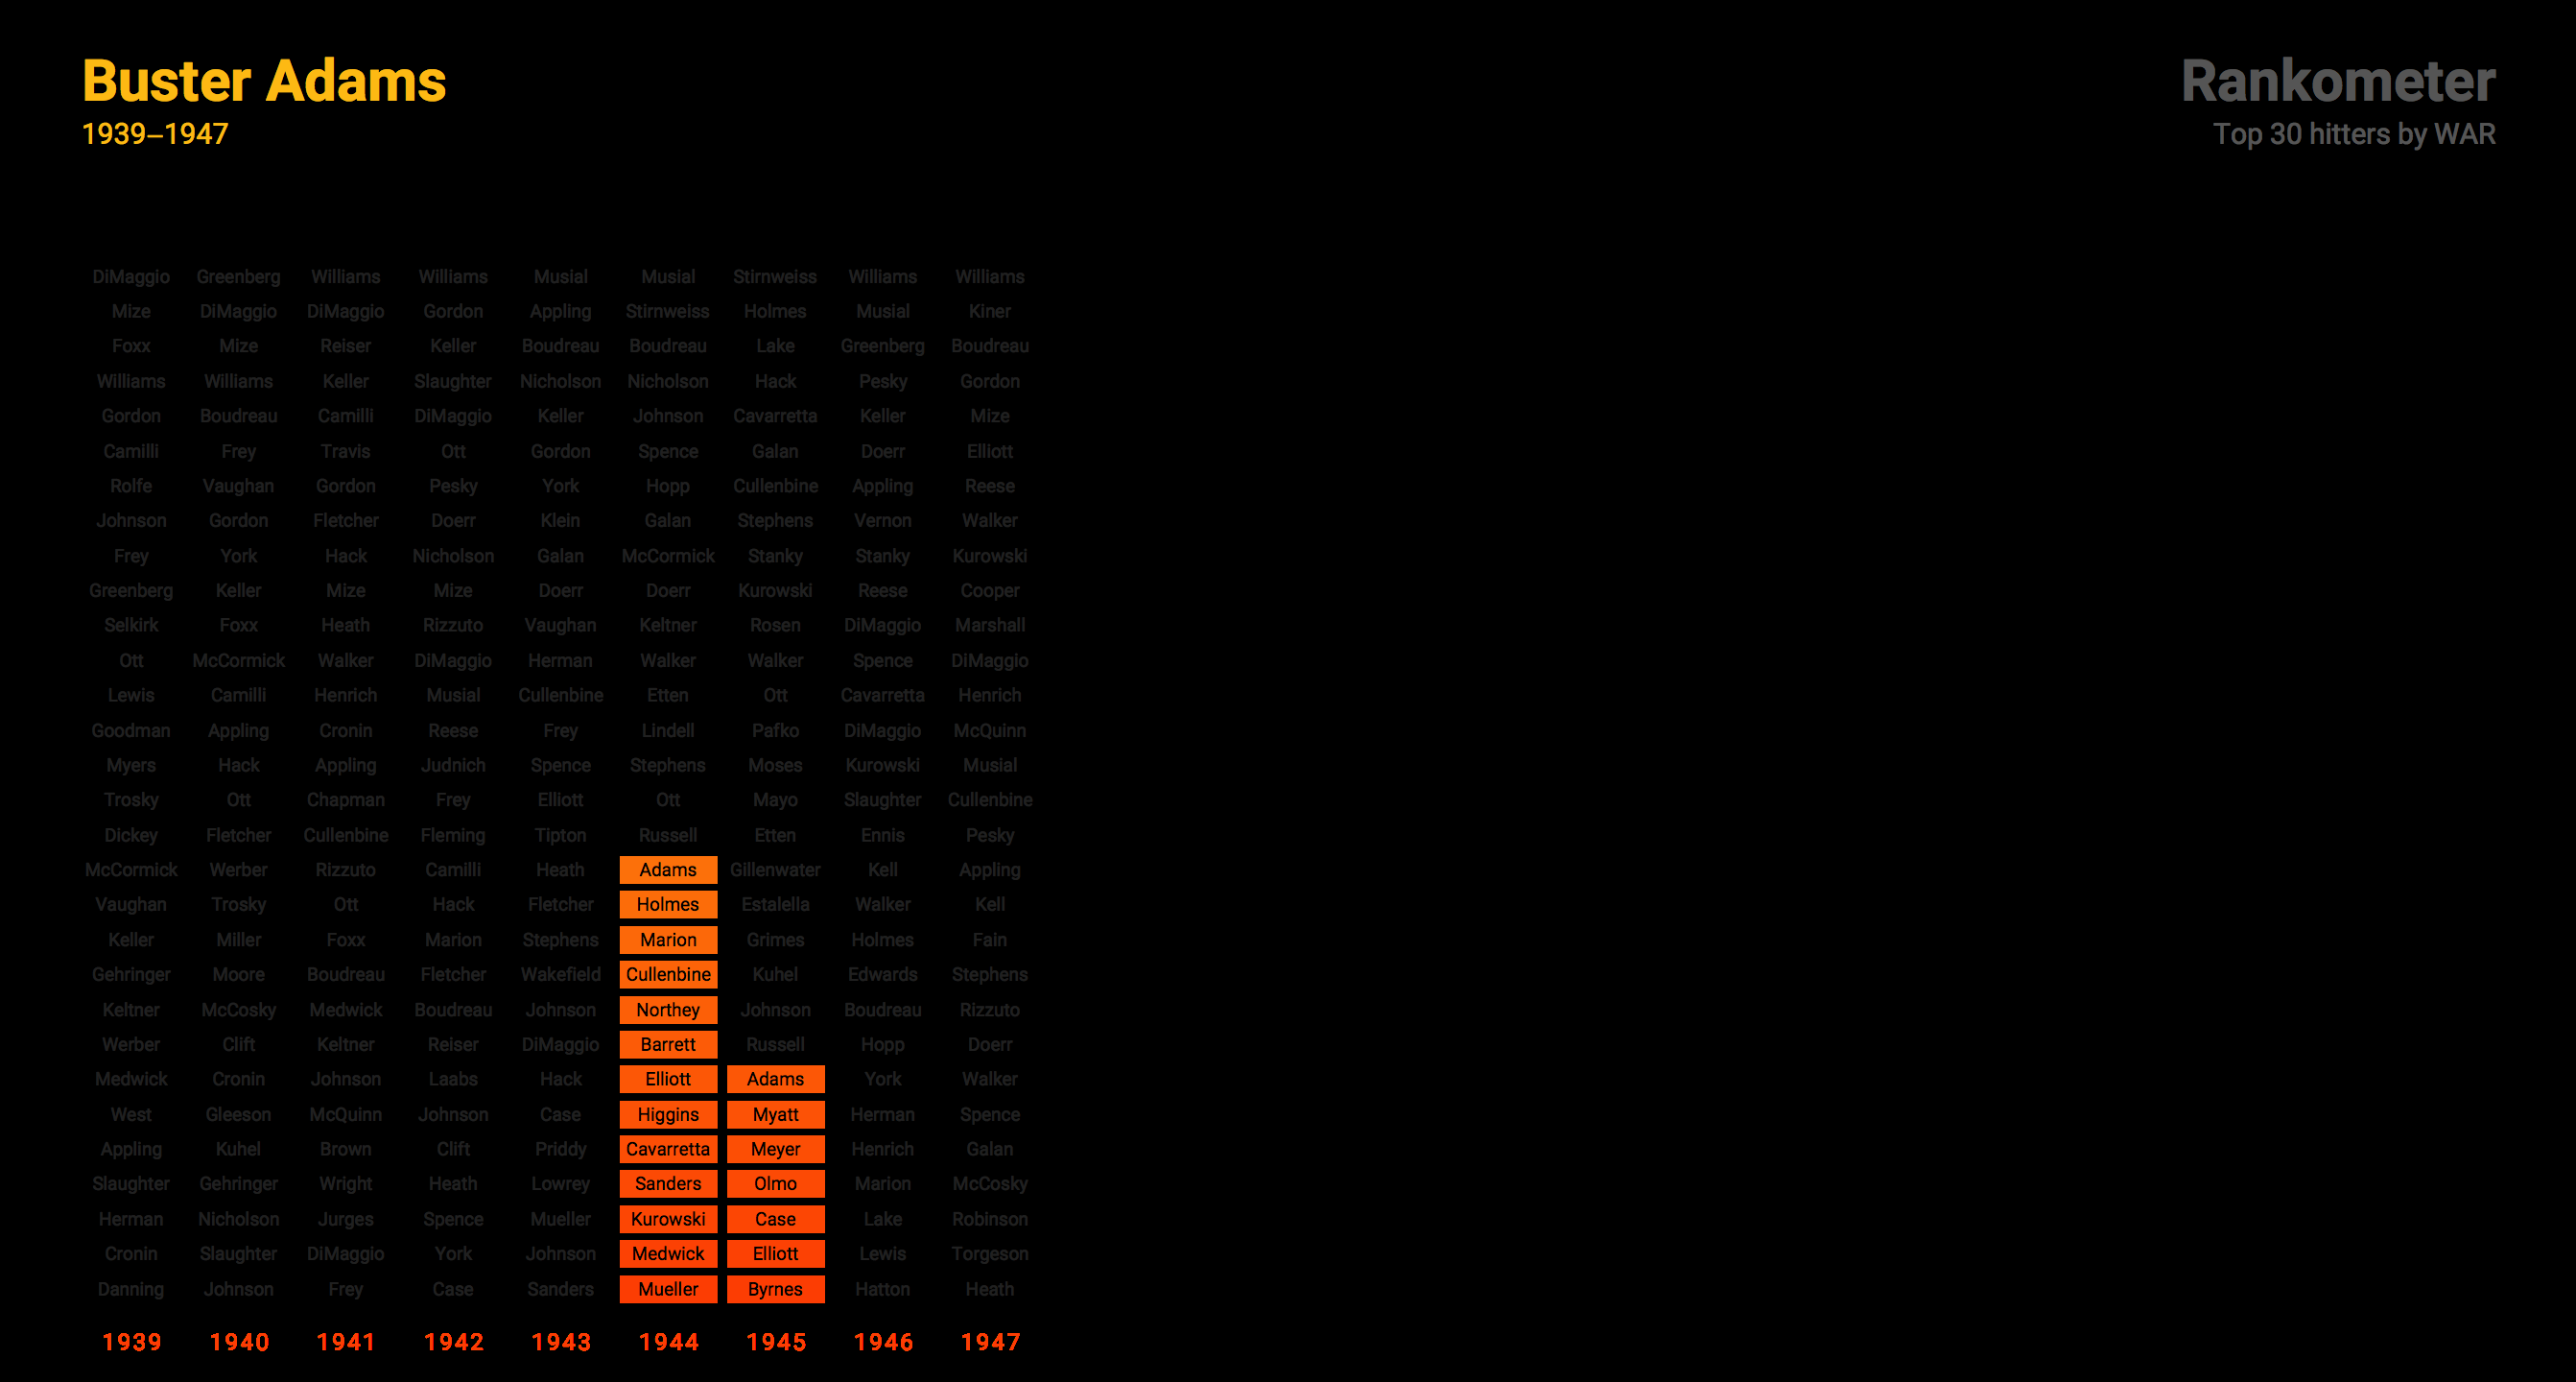 Buster Adams
1939–1947
Rankometer
Top 30 hitters by WAR
DiMaggio Greenberg Williams Williams Musial Musial Stirnweiss Williams Williams
Mize DiMaggio DiMaggio Gordon Appling Stirnweiss Holmes Musial Kiner
Foxx Mize Reiser Keller Boudreau Boudreau Lake Greenberg Boudreau
Williams Williams Keller Slaughter Nicholson Nicholson Hack Pesky Gordon
Gordon Boudreau Camilli DiMaggio Keller Johnson Cavarretta Keller Mize
Camilli Frey Travis Ott Gordon Spence Galan Doerr Elliott
Rolfe Vaughan Gordon Pesky York Hopp Cullenbine Appling Reese
Johnson Gordon Fletcher Doerr Klein Galan Stephens Vernon Walker
Frey York Hack Nicholson Galan McCormick Stanky Stanky Kurowski
Greenberg Keller Mize Mize Doerr Doerr Kurowski Reese Cooper
Selkirk Foxx Heath Rizzuto Vaughan Keltner Rosen DiMaggio Marshall
Ott McCormick Walker DiMaggio Herman Walker Walker Spence DiMaggio
Lewis Camilli Henrich Musial Cullenbine Etten Ott Cavarretta Henrich
Goodman Appling Cronin Reese Frey Lindell Pafko DiMaggio McQuinn
Myers Hack Appling Judnich Spence Stephens Moses Kurowski Musial
Trosky Ott Chapman Frey Elliott Ott Mayo Slaughter Cullenbine
Dickey Fletcher Cullenbine Fleming Tipton Russell Etten Ennis Pesky
McCormick Werber Rizzuto Camilli Heath Adams Gillenwater Kell Appling
Vaughan Trosky Ott Hack Fletcher Holmes Estalella Walker Kell
Keller Miller Foxx Marion Stephens Marion Grimes Holmes Fain
Gehringer Moore Boudreau Fletcher Wakefield Cullenbine Kuhel Edwards Stephens
Keltner McCosky Medwick Boudreau Johnson Northey Johnson Boudreau Rizzuto
Werber Clift Keltner Reiser DiMaggio Barrett Russell Hopp Doerr
Medwick Cronin Johnson Laabs Hack Elliott Adams York Walker
West Gleeson McQuinn Johnson Case Higgins Myatt Herman Spence
Appling Kuhel Brown Clift Priddy Cavarretta Meyer Henrich Galan
Slaughter Gehringer Wright Heath Lowrey Sanders Olmo Marion McCosky
Herman Nicholson Jurges Spence Mueller Kurowski Case Lake Robinson
Cronin Slaughter DiMaggio York Johnson Medwick Elliott Lewis Torgeson
Danning Johnson Frey Case Sanders Mueller Byrnes Hatton Heath
1939 1940 1941 1942 1943 1944 1945 1946 1947